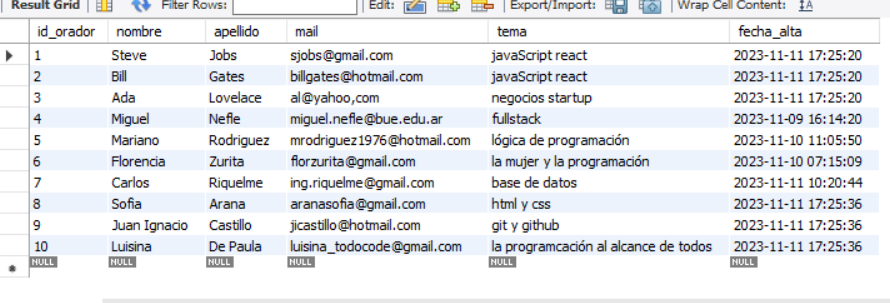 Result Grid Filter Rows: Edit: Export/Import: Wrap Cell Content: IA
id_orador nombre apellido mail tema fecha_alta
1 Steve Jobs sjobs@gmail.com javaScript react 2023-11-11 17:25:20
2 Bill Gates billgates@hotmail.com javaScript react 2023-11-11 17:25:20
3 Ada Lovelace al@yahoo,com negocios startup 2023-11-11 17:25:20
4 Miguel Nefle miguel.nefle@bue.edu.ar fullstack 2023-11-09 16:14:20
5 Mariano Rodriguez mrodriguez1976@hotmail.com lógica de programación 2023-11-10 11:05:50
6 Florencia Zurita florzurita@gmail.com la mujer y la programación 2023-11-10 07:15:09
7 Carlos Riquelme ing.riquelme@gmail.com base de datos 2023-11-11 10:20:44
8 Sofia Arana aranasofia@gmail.com html y css 2023-11-11 17:25:36
9 Juan Ignacio Castillo jicastillo@hotmail.com git y github 2023-11-11 17:25:36
10 Luisina De Paula luisina_todocode@gmail.com la programcación al alcance de todos 2023-11-11 17:25:36
NULL NULL NULL NULL NULL NULL